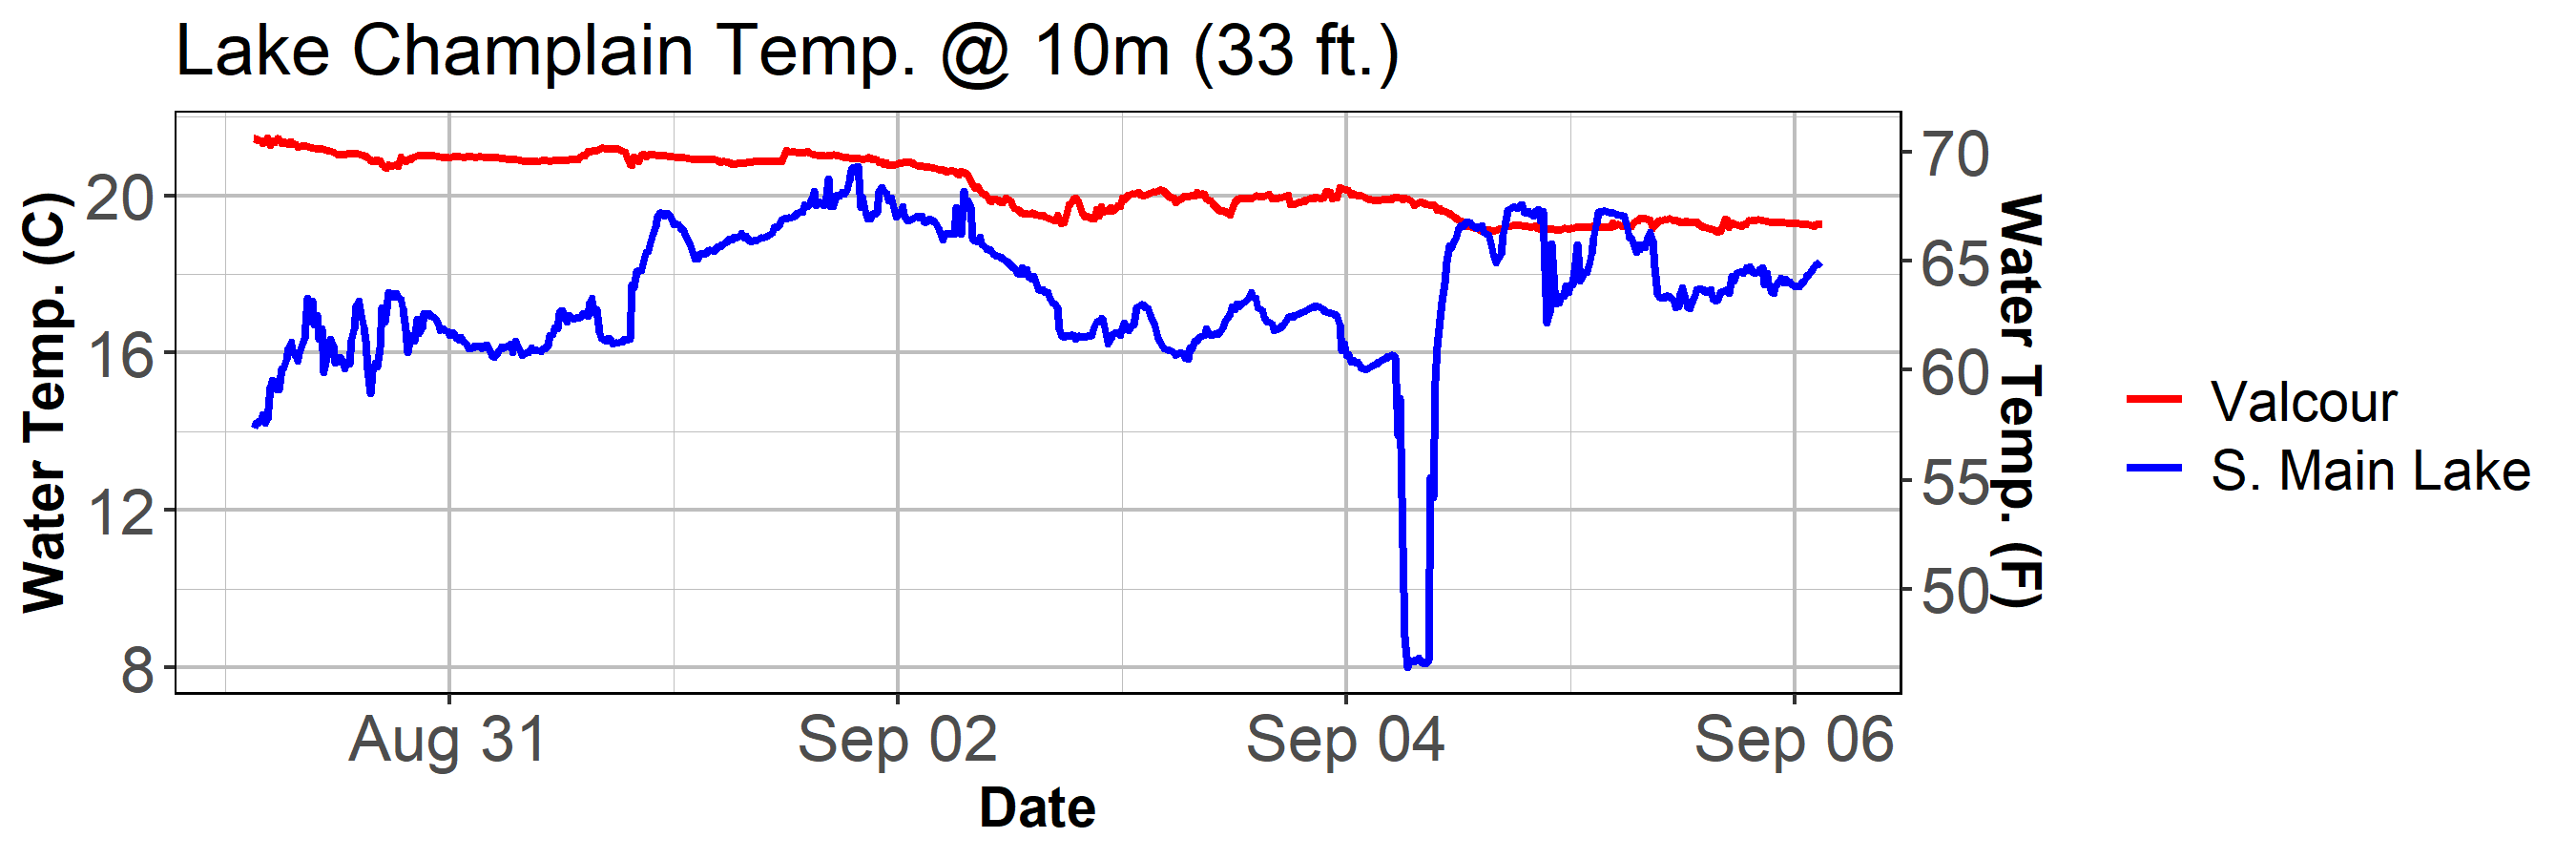 Lake Champlain Temp. @ 10m (33 ft.)
Water Temp. (C)
20
16
12
8
70
65
60
55
50
Water Temp. (F)
Aug 31
Sep 02
Sep 04
Sep 06
Date
Valcour
S. Main Lake